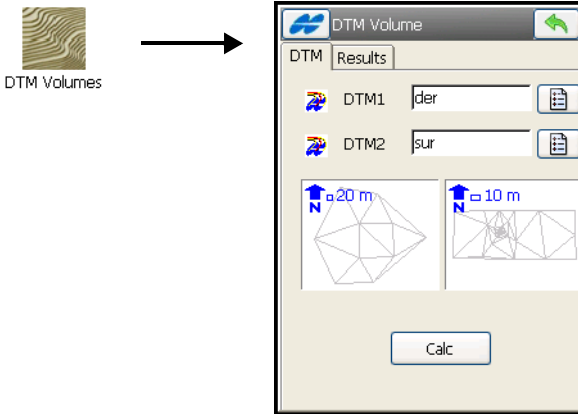 DTM Volumes
DTM Volume
DTM Results
DTM1 der
DTM2 sur
20 m
N
10 m
N
Calc